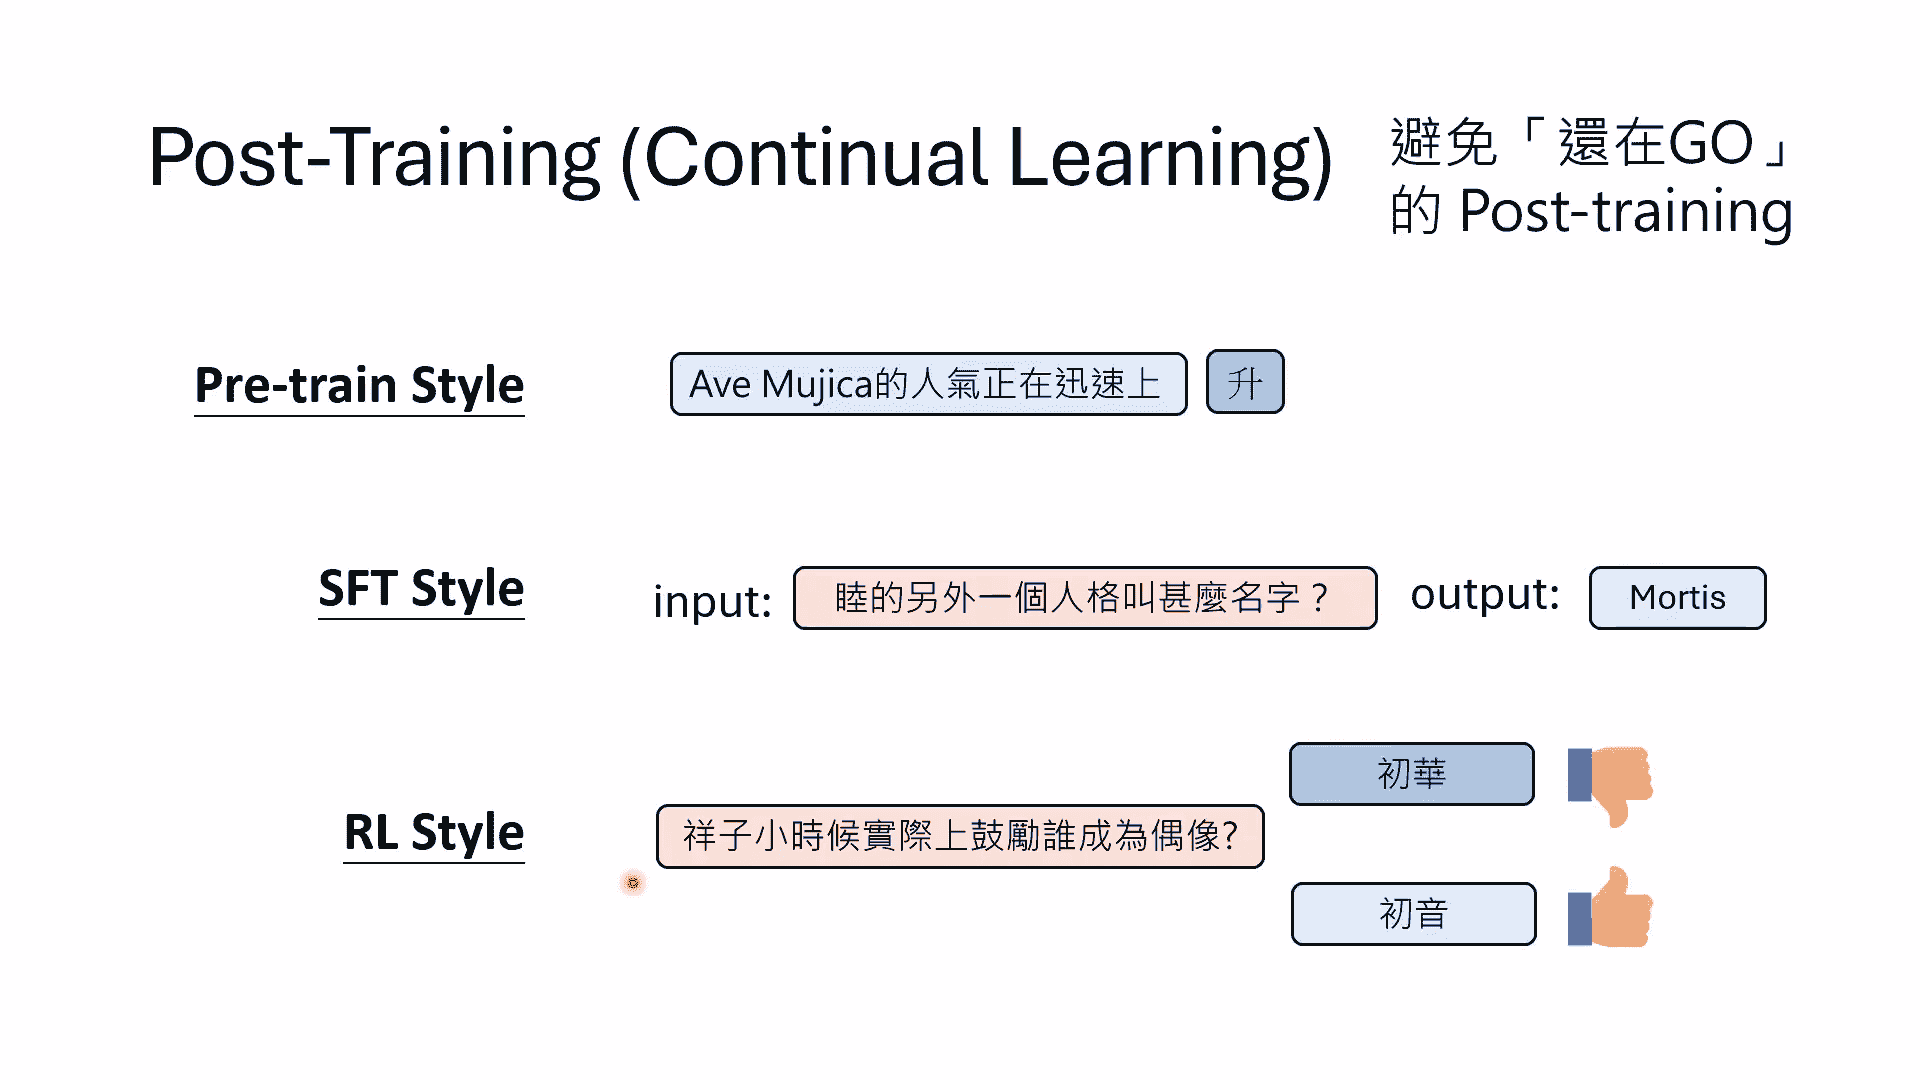 Post-Training (Continual Learning)
避免「還在GO」
的 Post-training
Pre-train Style
Ave Mujica的人氣正在迅速上
升
SFT Style
input:
睦的另外一個人格叫甚麼名字？
output:
Mortis
RL Style
祥子小時候實際上鼓勵誰成為偶像?
初華
初音